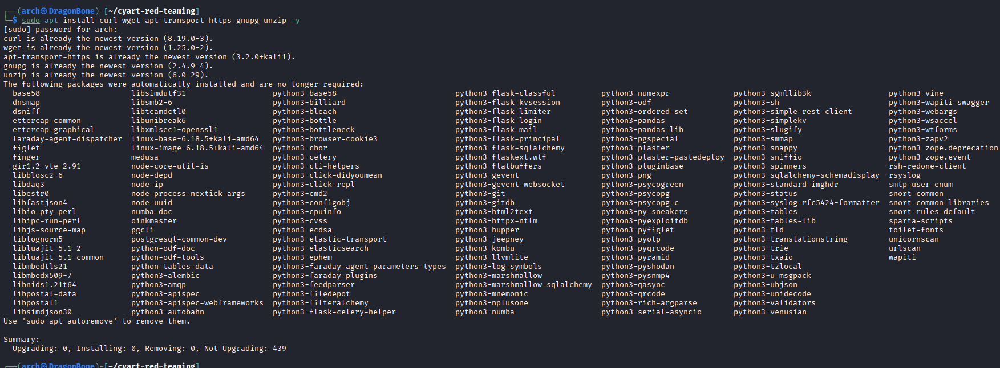 ┌──(arch㉿DragonBone)-[~/cyart-red-teaming]
└─$ sudo apt install curl wget apt-transport-https gnupg unzip -y
[sudo] password for arch:
curl is already the newest version (8.19.0-3).
wget is already the newest version (1.25.0-2).
apt-transport-https is already the newest version (3.2.0+kali1).
gnupg is already the newest version (2.4.9-4).
unzip is already the newest version (6.0-29).
The following packages were automatically installed and are no longer required:
base58 libsimdutf31 python3-base58 python3-flask-classful python3-numexpr python3-sgmllib3k python3-vine
dnsmap libsmb2-6 python3-billiard python3-flask-kvsession python3-odf python3-sh python3-wapiti-swagger
dsniff libteamdctl0 python3-bleach python3-flask-limiter python3-ordered-set python3-simple-rest-client python3-webargs
ettercap-common libunibreak6 python3-bottle python3-flask-login python3-pandas python3-simplekv python3-wsaccel
ettercap-graphical libxmlsec1-openssl1 python3-bottleneck python3-flask-mail python3-pandas-lib python3-slugify python3-wtforms
faraday-agent-dispatcher linux-base-6.18.5+kali-amd64 python3-browser-cookie3 python3-flask-principal python3-pgspecial python3-smmap python3-zapv2
figlet linux-image-6.18.5+kali-amd64 python3-cbor python3-flask-sqlalchemy python3-plaster python3-snappy python3-zope.deprecation
finger medusa python3-celery python3-flaskext.wtf python3-plaster-pastedeploy python3-sniffio python3-zope.event
gir1.2-vte-2.91 node-core-util-is python3-cli-helpers python3-flatbuffers python3-pluginbase python3-spinners rsh-redone-client
libblosc2-6 node-depd python3-click-didyoumean python3-gevent python3-png python3-sqlalchemy-schemadisplay rsyslog
libdaq3 node-ip python3-click-repl python3-gevent-websocket python3-psycogreen python3-standard-imghdr smtp-user-enum
libestr0 node-process-nextick-args python3-cmd2 python3-git python3-psycopg python3-status snort-common
libfastjson4 node-uuid python3-configobj python3-gitdb python3-psycopg-c python3-syslog-rfc5424-formatter snort-common-libraries
libio-pty-perl numba-doc python3-cpuinfo python3-html2text python3-py-sneakers python3-tables snort-rules-default
libipc-run-perl oinkmaster python3-cvss python3-httpx-ntlm python3-pyexploitdb python3-tables-lib sparta-scripts
libjs-source-map pgcli python3-ecdsa python3-hupper python3-pyfiglet python3-tld toilet-fonts
liblognorm5 postgresql-common-dev python3-elastic-transport python3-jeepney python3-pyotp python3-translationstring unicornscan
libluajit-5.1-2 python-odf-doc python3-elasticsearch python3-kombu python3-pyqrcode python3-trie urlscan
libluajit-5.1-common python-odf-tools python3-ephem python3-llvmlite python3-pyramid python3-txaio wapiti
libmbedtls21 python-tables-data python3-faraday-agent-parameters-types python3-log-symbols python3-pyshodan python3-tzlocal
libmbedx509-7 python3-alembic python3-faraday-plugins python3-marshmallow python3-pysnmp4 python3-u-msgpack
libnids1.21t64 python3-amqp python3-feedparser python3-marshmallow-sqlalchemy python3-qasync python3-ubjson
libpostal-data python3-apispec python3-filedepot python3-mnemonic python3-qrcode python3-unidecode
libpostal1 python3-apispec-webframeworks python3-filteralchemy python3-nplusone python3-rich-argparse python3-validators
libsimdjson30 python3-autobahn python3-flask-celery-helper python3-numba python3-serial-asyncio python3-venusian
Use 'sudo apt autoremove' to remove them.
Summary:
Upgrading: 0, Installing: 0, Removing: 0, Not Upgrading: 439
┌──(arch㉿DragonBone)-[~/cyart-red-teaming]